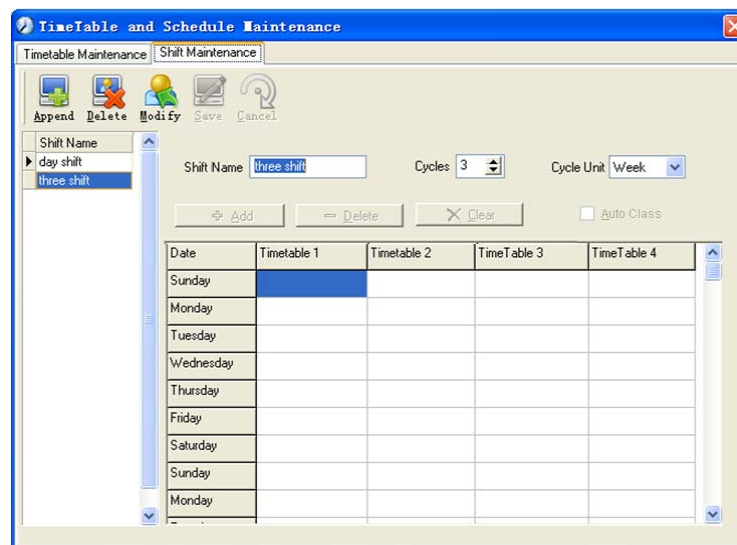 TimeTable and Schedule Maintenance
Timetable Maintenance Shift Maintenance
Append Delete Modify Save Cancel
Shift Name
day shift
three shift
Shift Name three shift Cycles 3 Cycle Unit Week
Add Delete Clear Auto Class
Date Timetable 1 Timetable 2 TimeTable 3 TimeTable 4
Sunday
Monday
Tuesday
Wednesday
Thursday
Friday
Saturday
Sunday
Monday